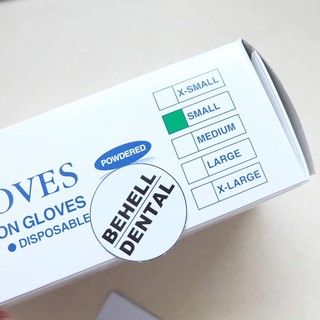 X-SMALL
SMALL
MEDIUM
LARGE
X-LARGE
POWDERED
OVES
ON GLOVES
DISPOSABLE
BEHELL
DENTAL